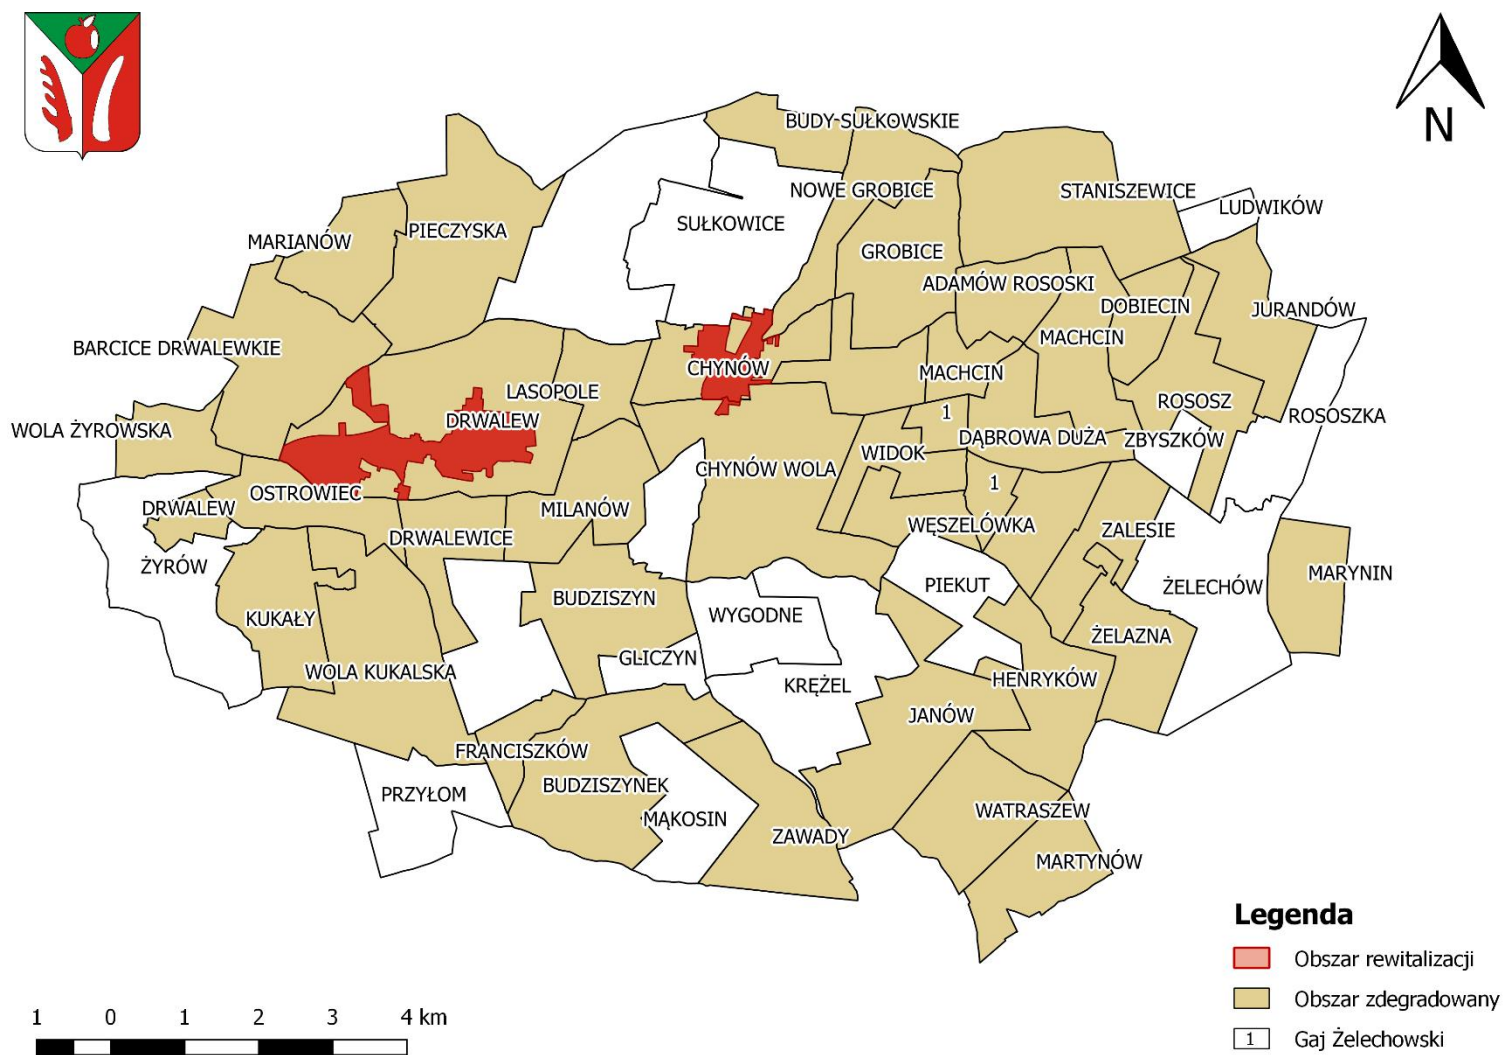 N
BUDY SUŁKOWSKIE
NOWE GROBICE
STANISZEWICE
LUDWIKÓW
SUŁKOWICE
MARIANÓW
PIECZYSKA
GROBICE
ADAMÓW ROSOSKI
DOBIECIN
JURANDÓW
BARCICE DRWALEWKIE
MACHCIN
CHYNÓW
MACHCIN
LASOPOLE
DRWALEW
1
ROSOSZ
ROSOSZKA
WOLA ŻYROWSKA
DĄBROWA DUŻA
ZBYSZKÓW
WIDOK
CHYNÓW WOLA
1
OSTROWIEC
DRWALEW
MILANÓW
DRWALEWICE
WĘSZELÓWKA
ZALESIE
ŻYRÓW
PIEKUT
ŻELECHÓW
MARYNIN
BUDZISZYN
WYGODNE
KUKAŁY
ŻELAZNA
GLICZYN
WOLA KUKALSKA
KRĘŻEL
HENRYKÓW
JANÓW
FRANCISZKÓW
BUDZISZYNEK
PRZYŁOM
MĄKOSIN
ZAWADY
WATRASZEW
MARTYNÓW
Legenda
Obszar rewitalizacji
Obszar zdegradowany
1 Gaj Żelechowski
1 0 1 2 3 4 km